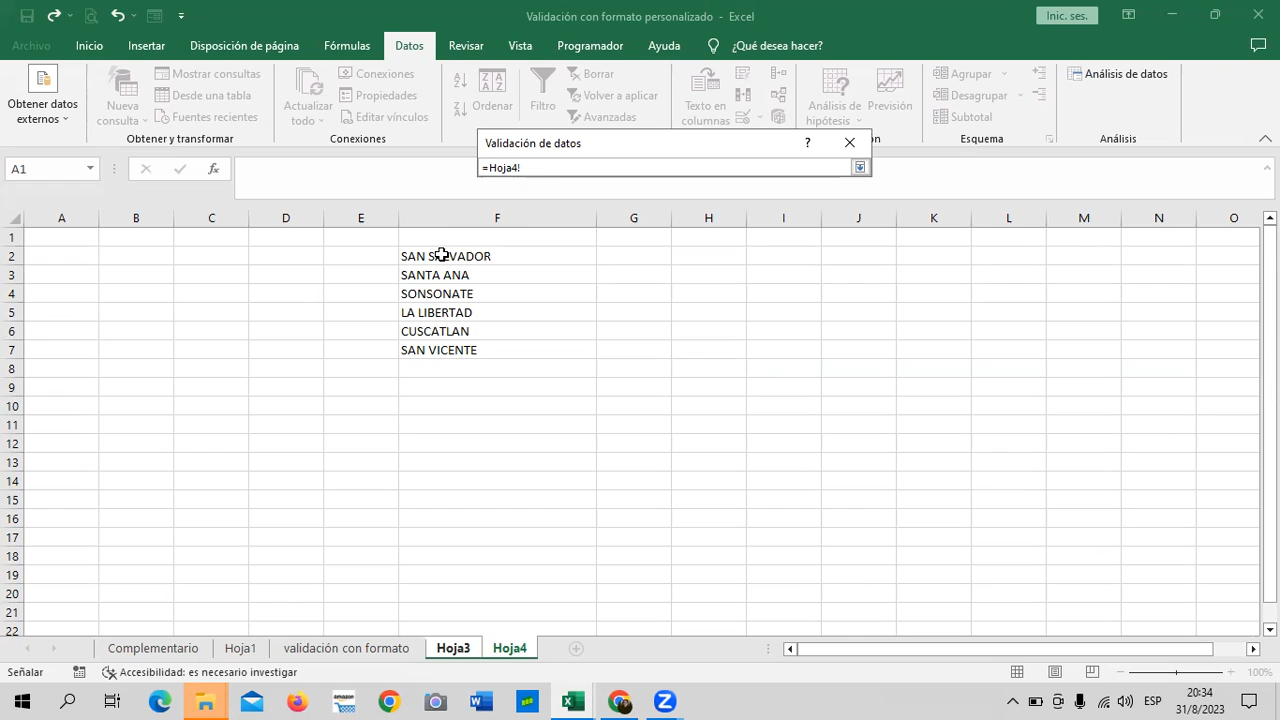 Validación con formato personalizado - Excel
Inic. ses.
Archivo Inicio Insertar Disposición de página Fórmulas Datos Revisar Vista Programador Ayuda ¿Qué desea hacer?
Obtener datos externos
Nueva consulta
Mostrar consultas
Desde una tabla
Fuentes recientes
Obtener y transformar
Actualizar todo
Conexiones
Propiedades
Editar vínculos
Conexiones
Ordenar
Filtro
Borrar
Volver a aplicar
Avanzadas
Texto en columnas
Análisis de hipótesis
Previsión
Agrupar
Desagrupar
Subtotal
Esquema
Análisis de datos
Análisis
Validación de datos
=Hoja4!
A1
fx
A B C D E F G H I J K L M N O
1
2 SAN SALVADOR
3 SANTA ANA
4 SONSONATE
5 LA LIBERTAD
6 CUSCATLAN
7 SAN VICENTE
8
9
10
11
12
13
14
15
16
17
18
19
20
21
22
Complementario Hoja1 validación con formato Hoja3 Hoja4
Señalar Accesibilidad: es necesario investigar 100%
ESP
20:34
31/8/2023